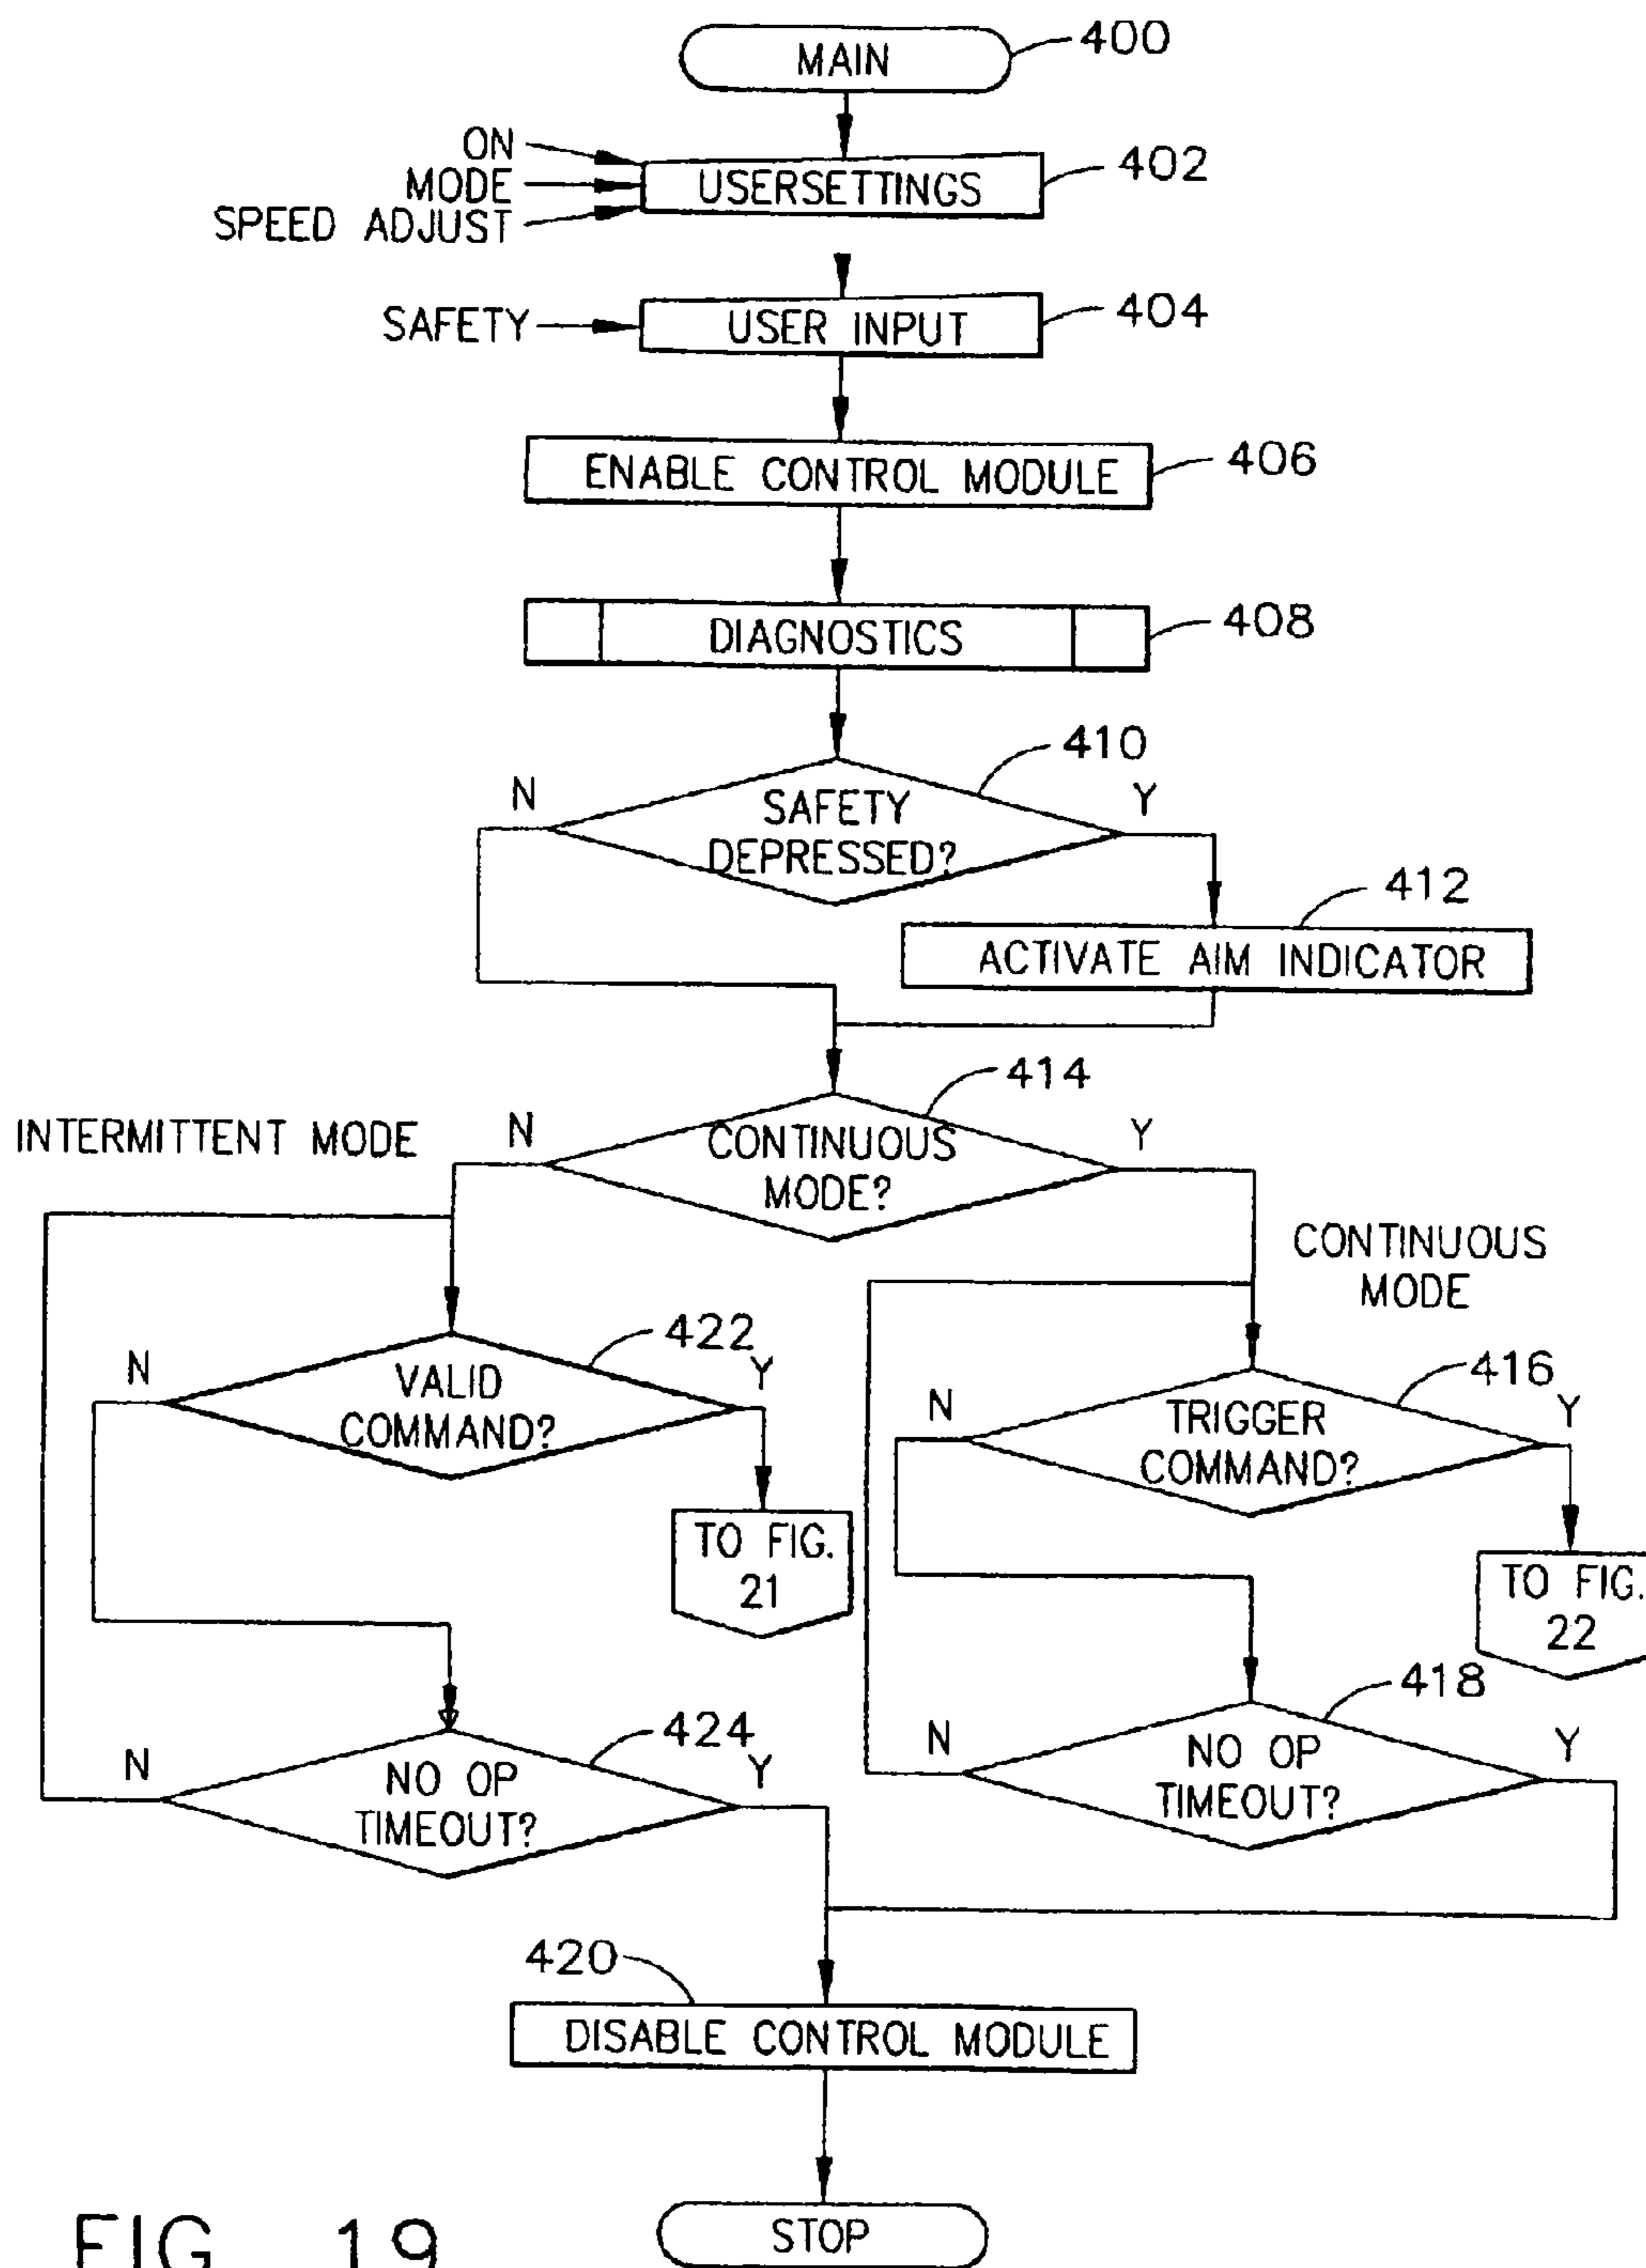 MAIN
400
ON
MODE
SPEED ADJUST
USERSETTINGS
402
SAFETY
USER INPUT
404
ENABLE CONTROL MODULE
406
DIAGNOSTICS
408
410
N
Y
SAFETY
DEPRESSED?
412
ACTIVATE AIM INDICATOR
414
INTERMITTENT MODE
N
Y
CONTINUOUS
MODE?
CONTINUOUS
MODE
422
N
Y
VALID
COMMAND?
416
N
Y
TRIGGER
COMMAND?
TO FIG.
21
TO FIG.
22
418
424
N
Y
NO OP
TIMEOUT?
N
Y
NO OP
TIMEOUT?
420
DISABLE CONTROL MODULE
STOP
FIG. 19